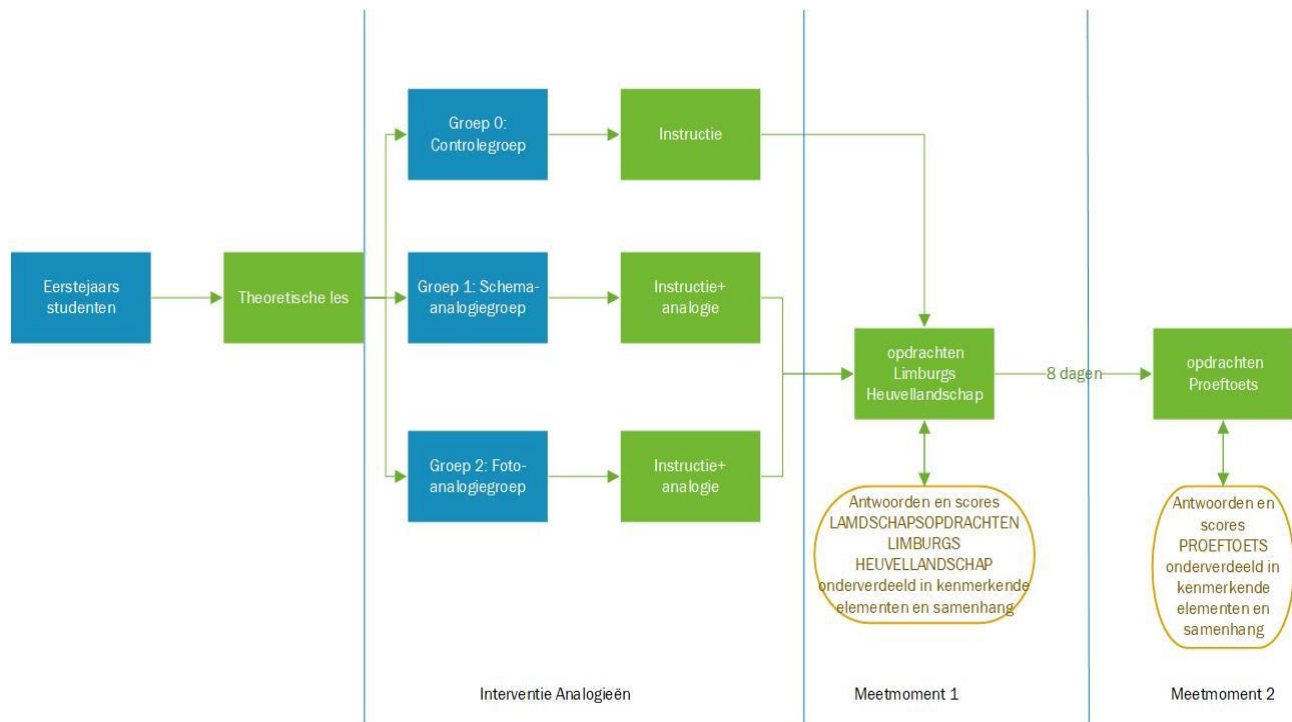 Eerstejaars
studenten
Theoretische les
Groep 0:
Controlegroep
Instructie
Groep 1: Schema-
analogiegroep
Instructie+
analogie
Groep 2: Foto-
analogiegroep
Instructie+
analogie
opdrachten
Limburgs
Heuvellandschap
8 dagen
opdrachten
Proeftoets
Antwoorden en scores
LAMDSCHAPSOPDRACHTEN
LIMBURGS
HEUVELLANDSCHAP
onderverdeeld in kenmerkende
elementen en samenhang
Antwoorden en
scores
PROEFTOETS
onderverdeeld in
kenmerkende
elementen en
samenhang
Interventie Analogieën
Meetmoment 1
Meetmoment 2